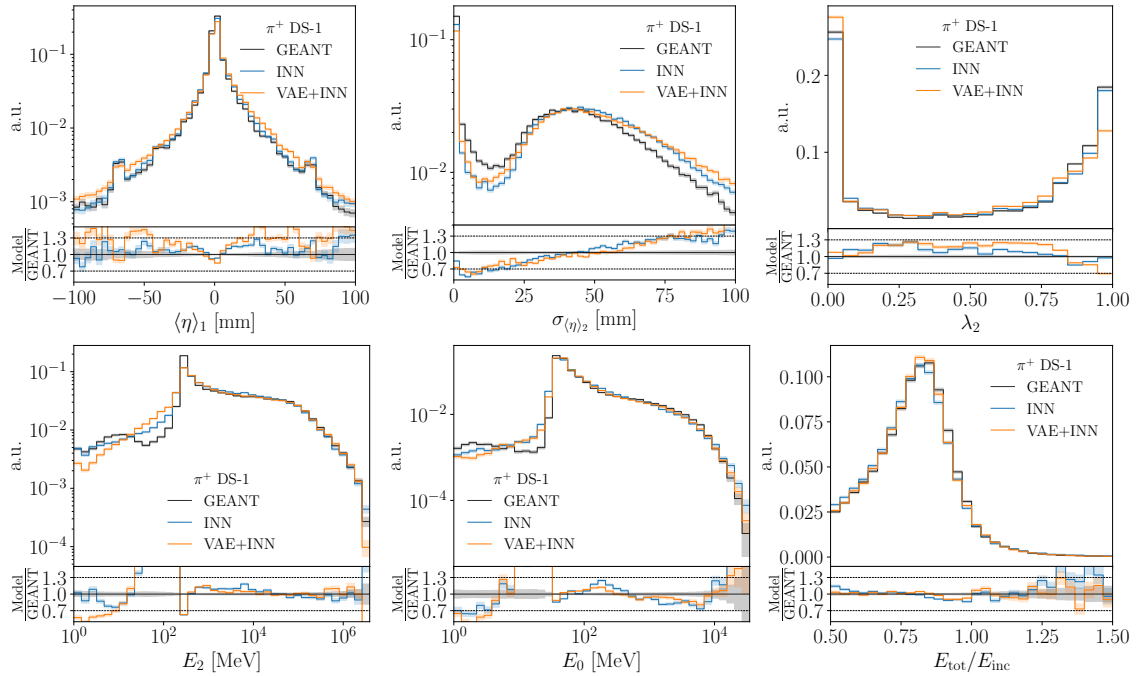 π⁺ DS-1
GEANT
INN
VAE+INN
a.u.
10⁻¹
10⁻²
10⁻³
Model
GEANT
1.3
1.0
0.7
−100 −50 0 50 100
⟨η⟩₁ [mm]
π⁺ DS-1
GEANT
INN
VAE+INN
a.u.
10⁻¹
10⁻²
Model
GEANT
1.3
1.0
0.7
0 25 50 75 100
σ⟨η⟩₂ [mm]
π⁺ DS-1
GEANT
INN
VAE+INN
a.u.
0.2
0.1
Model
GEANT
1.3
1.0
0.7
0.00 0.25 0.50 0.75 1.00
λ₂
π⁺ DS-1
GEANT
INN
VAE+INN
a.u.
10⁻¹
10⁻²
10⁻³
10⁻⁴
Model
GEANT
1.3
1.0
0.7
10⁰ 10² 10⁴ 10⁶
E₂ [MeV]
π⁺ DS-1
GEANT
INN
VAE+INN
a.u.
10⁻²
10⁻⁴
Model
GEANT
1.3
1.0
0.7
10⁰ 10² 10⁴
E₀ [MeV]
π⁺ DS-1
GEANT
INN
VAE+INN
a.u.
0.100
0.075
0.050
0.025
0.000
Model
GEANT
1.3
1.0
0.7
0.50 0.75 1.00 1.25 1.50
E_tot/E_inc